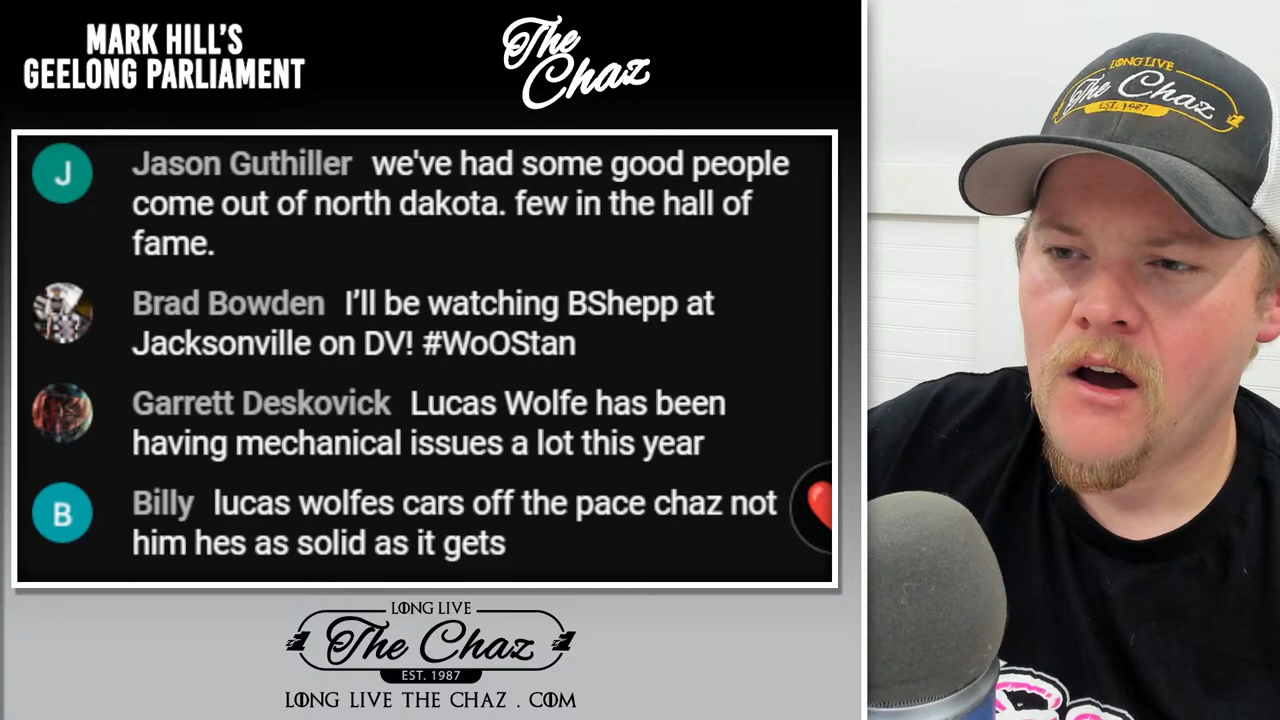 MARK HILL'S
GEELONG PARLIAMENT
The
Chaz
J
Jason Guthiller we've had some good people
come out of north dakota. few in the hall of
fame.
Brad Bowden I'll be watching BShepp at
Jacksonville on DV! #WoOStan
Garrett Deskovick Lucas Wolfe has been
having mechanical issues a lot this year
B
Billy lucas wolfes cars off the pace chaz not
him hes as solid as it gets
LONG LIVE
The Chaz
EST. 1987
LONG LIVE THE CHAZ . COM
LONG LIVE
The Chaz
EST. 1987